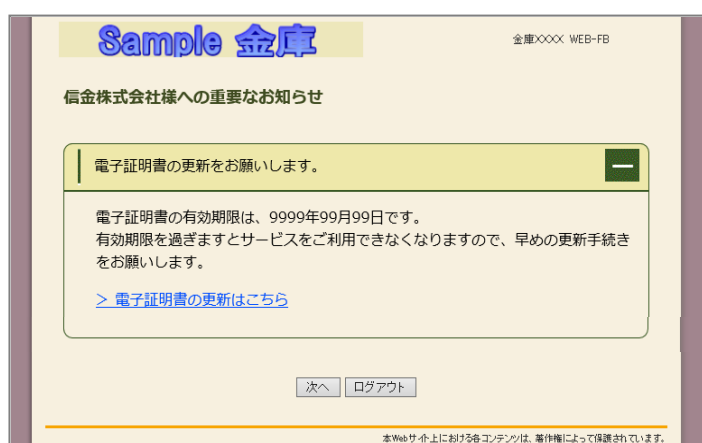 Sample 金庫
金庫XXXX WEB-FB
信金株式会社様への重要なお知らせ
電子証明書の更新をお願いします。
電子証明書の有効期限は、9999年99月99日です。
有効期限を過ぎますとサービスをご利用できなくなりますので、早めの更新手続き
をお願いします。
> 電子証明書の更新はこちら
次へ ログアウト
本Webサイト上における各コンテンツは、著作権によって保護されています。